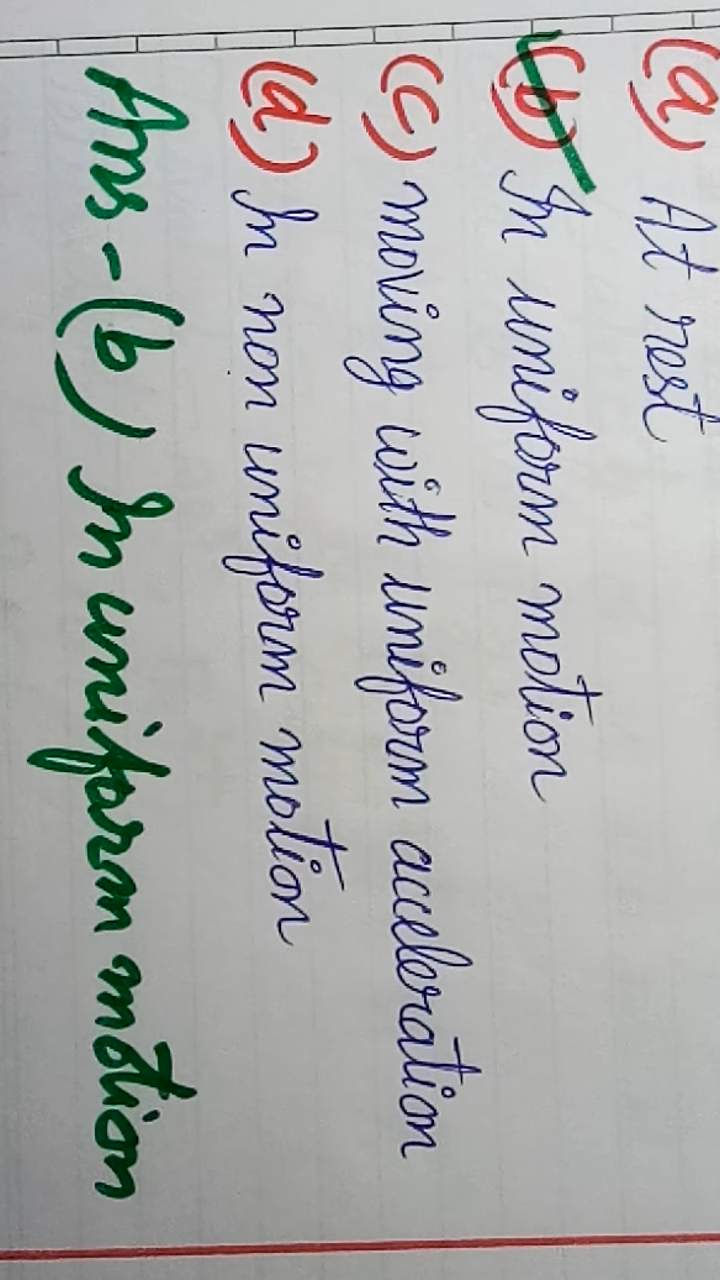 (a) At rest
(b) In uniform motion
(c) moving with uniform acceleration
(d) In non uniform motion
Ans - (b) In uniform motion